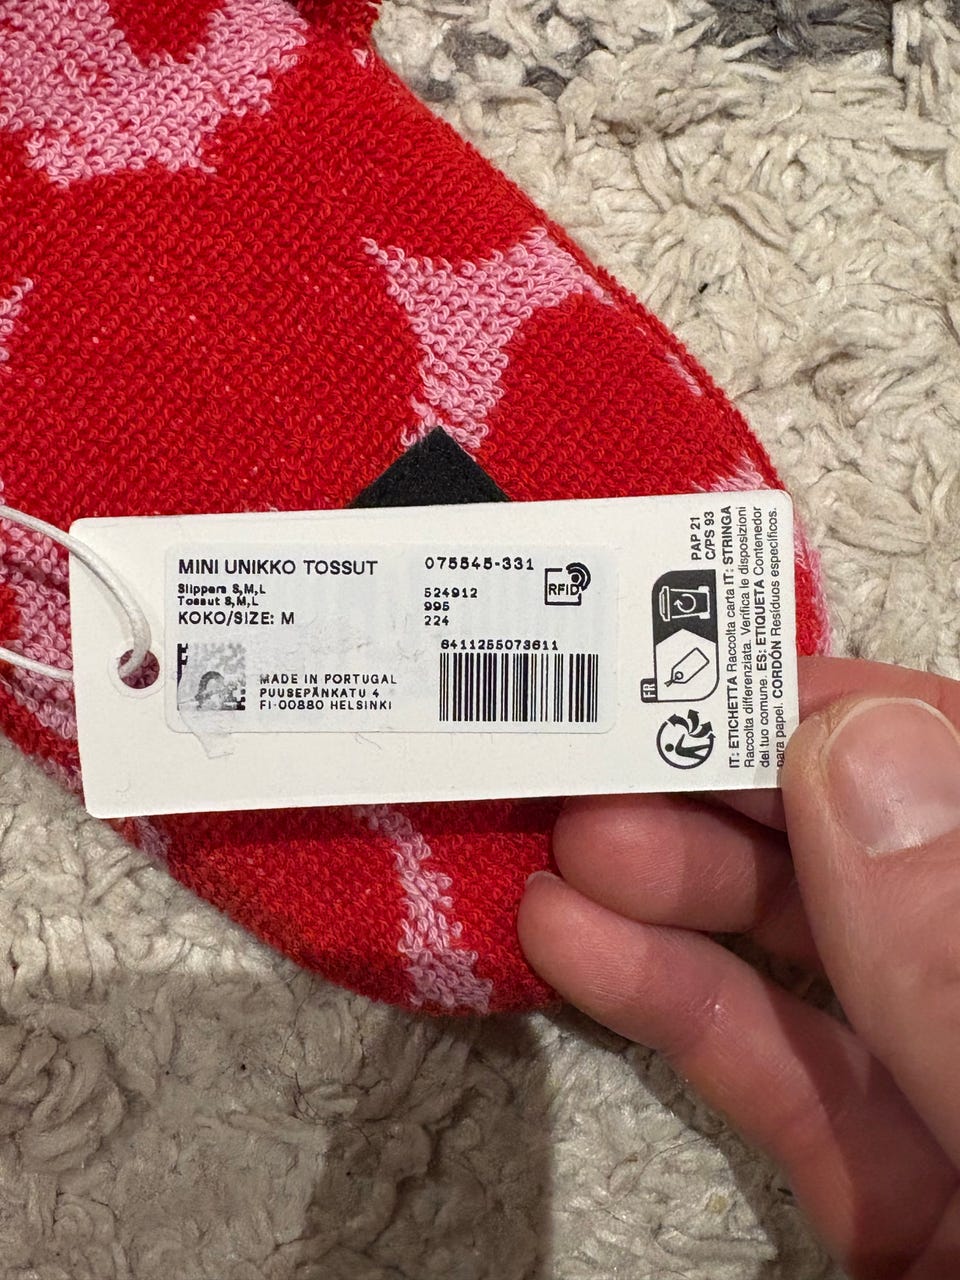 MINI UNIKKO TOSSUT
Slippers S,M,L
Tossut S,M,L
KOKO/SIZE: M
075545-331
524912
995
224
RFID
6411255073611
MADE IN PORTUGAL
PUUSEPÄNKATU 4
FI-00880 HELSINKI
PAP 21
C/PS 93
FR
IT: ETICHETTA Raccolta carta IT: STRINGA
Raccolta differenziata. Verifica le disposizioni
del tuo comune. ES: ETIQUETA Contenedor
para papel. CORDÓN Residuos específicos.